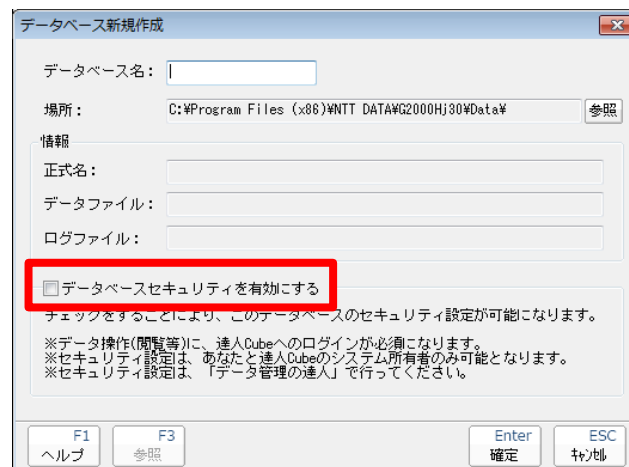 データベース新規作成
データベース名：
場所： C:¥Program Files (x86)¥NTT DATA¥G2000Hj30¥Data¥ 参照
情報
正式名：
データファイル：
ログファイル：
データベースセキュリティを有効にする
チェックをすることにより、このデータベースのセキュリティ設定が可能になります。
※データ操作(閲覧等)に、達人Cubeへのログインが必須になります。
※セキュリティ設定は、あなたと達人Cubeのシステム所有者のみ可能となります。
※セキュリティ設定は、「データ管理の達人」で行ってください。
F1 F3 Enter ESC
ヘルプ 参照 確定 ｷｬﾝｾﾙ